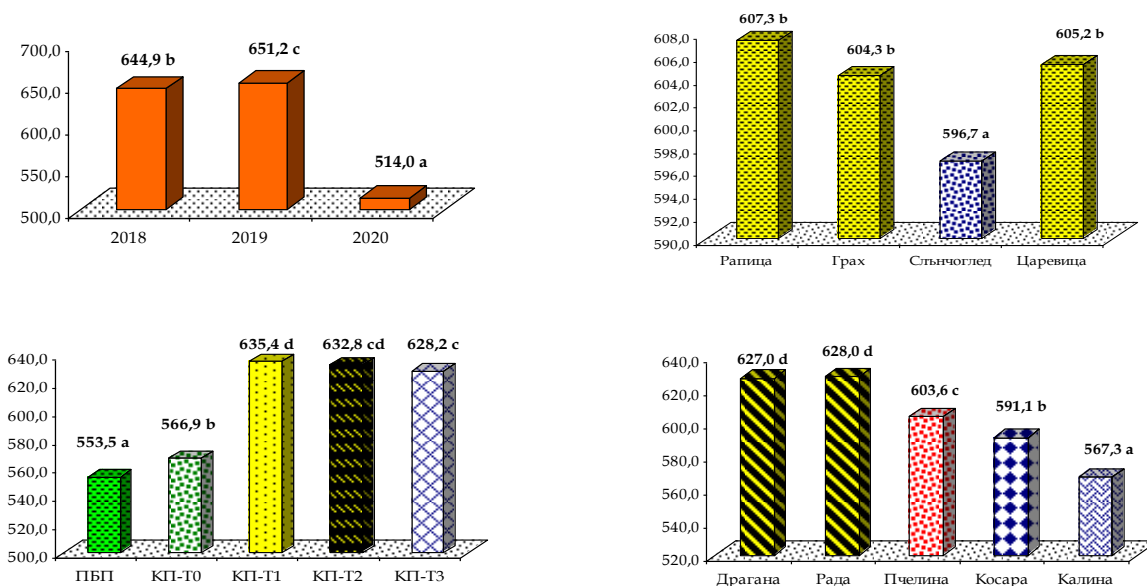 644,9 b
651,2 c
514,0 a
700,0
650,0
600,0
550,0
500,0
2018 2019 2020
607,3 b
604,3 b
596,7 a
605,2 b
608,0
606,0
604,0
602,0
600,0
598,0
596,0
594,0
592,0
590,0
Рапица Грах Слънчоглед Царевица
553,5 a
566,9 b
635,4 d
632,8 cd
628,2 c
640,0
620,0
600,0
580,0
560,0
540,0
520,0
500,0
ПБП КП-Т0 КП-Т1 КП-Т2 КП-Т3
627,0 d
628,0 d
603,6 c
591,1 b
567,3 a
640,0
620,0
600,0
580,0
560,0
540,0
520,0
Драгана Рада Пчелина Косара Калина